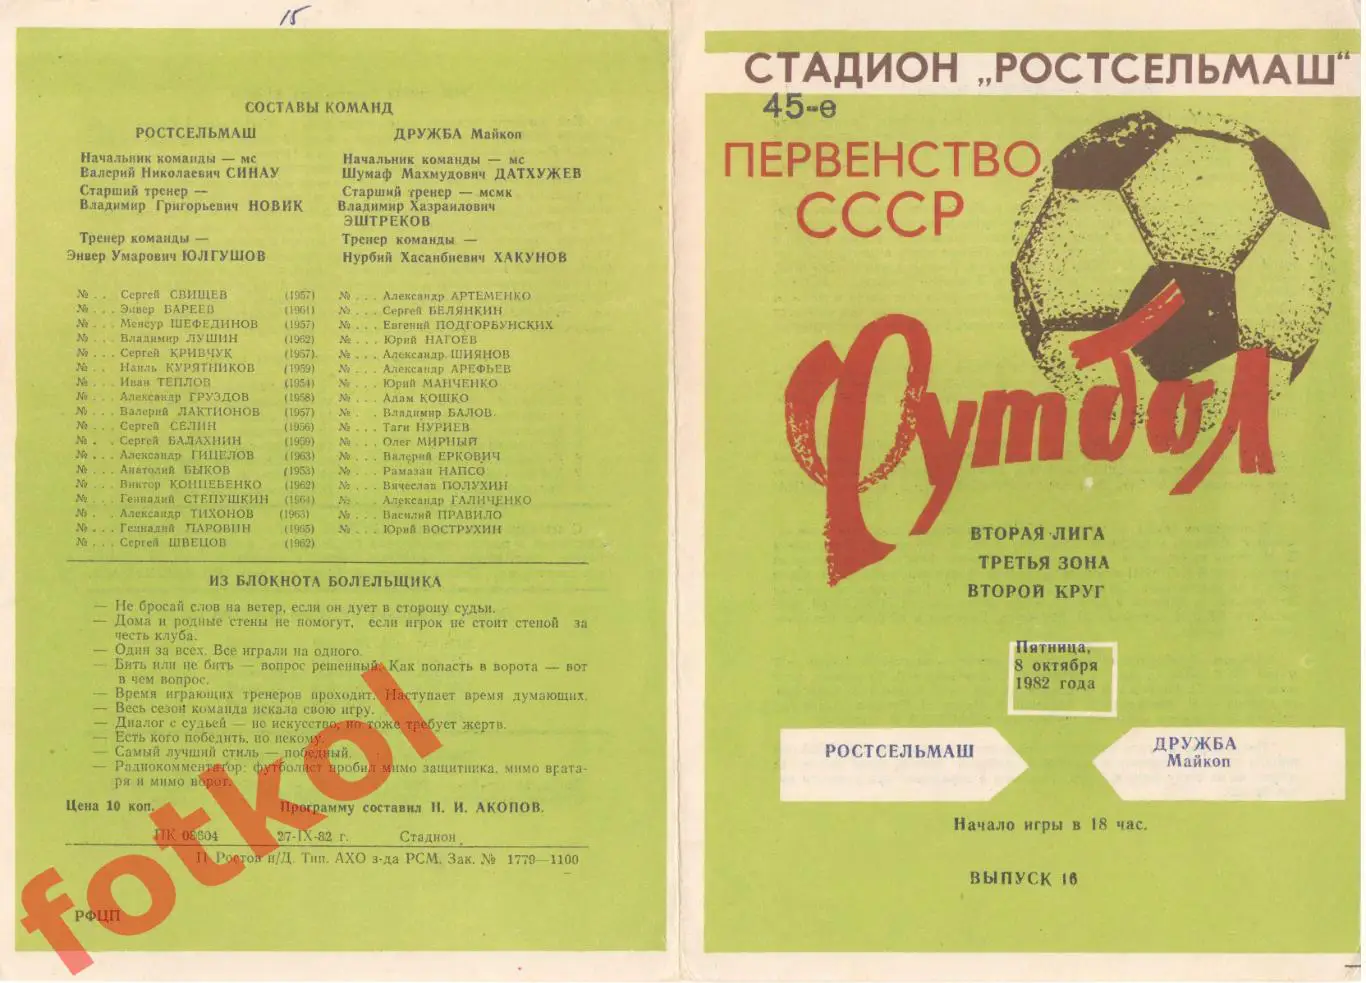 15
СОСТАВЫ КОМАНД
РОСТСЕЛЬМАШ
Начальник команды — мс
Валерий Николаевич СИНАУ
Старший тренер —
Владимир Григорьевич НОВИК
Тренер команды —
Энвер Умарович ЮЛГУШОВ
№ . . Сергей СВИЩЕВ (1957)
№ . . . Энвер БАРЕЕВ (1961)
№ . . . Менсур ШЕФЕДИНОВ (1957)
№ . . . Владимир ЛУШИН (1962)
№ . . . Сергей КРИВЧУК (1957)
№ . . . Наиль КУРЯТНИКОВ (1959)
№ . . . Иван ТЕПЛОВ (1954)
№ . . . Александр ГРУЗДОВ (1958)
№ . . . Валерий ЛАКТИОНОВ (1957)
№ . . . Сергей СЕЛИН (1956)
№ . . Сергей БАЛАХНИН (1959)
№ . . . Александр ГИЦЕЛОВ (1963)
№ . . . Анатолий БЫКОВ (1953)
№ . . . Виктор КОНЦЕВЕНКО (1962)
№ . . . Геннадий СТЕПУШКИН (1964)
№ . . Александр ТИХОНОВ (1963)
№ . . . Геннадий ПАРОВИН (1965)
№ . . . Сергей ШВЕЦОВ (1962)
ДРУЖБА Майкоп
Начальник команды — мс
Шумаф Махмудович ДАТХУЖЕВ
Старший тренер — мсмк
Владимир Хазраилович
ЭШТРЕКОВ
Тренер команды —
Нурбий Хасанбиевич ХАКУНОВ
№ . . . Александр АРТЕМЕНКО
№ . . . Сергей БЕЛЯНКИН
№ . . . Евгений ПОДГОРБУНСКИХ
№ . . . Юрий НАГОЕВ
№ . . . Александр ШИЯНОВ
№ . . . Александр АРЕФЬЕВ
№ . . . Юрий МАНЧЕНКО
№ . . . Адам КОШКО
№ . . . Владимир БАЛОВ
№ . . . Таги НУРИЕВ
№ . . . Олег МИРНЫЙ
№ . . . Валерий ЕРКОВИЧ
№ . . . Рамазан НАПСО
№ . . . Вячеслав ПОЛУХИН
№ . . . Александр ГАЛИЧЕНКО
№ . . . Василий ПРАВИЛО
№ . . . Юрий ВОСТРУХИН
ИЗ БЛОКНОТА БОЛЕЛЬЩИКА
— Не бросай слов на ветер, если он дует в сторону судьи.
— Дома и родные стены не помогут, если игрок не стоит стеной за
честь клуба.
— Один за всех. Все играли на одного.
— Бить или не бить — вопрос решенный. Как попасть в ворота — вот
в чем вопрос.
— Время играющих тренеров проходит. Наступает время думающих.
— Весь сезон команда искала свою игру.
— Диалог с судьей — не искусство, но тоже требует жертв.
— Есть кого победить, но некому.
— Самый лучший стиль — победный.
— Радиокомментатор: футболист пробил мимо защитника, мимо врата-
ря и мимо ворот.
Цена 10 коп. Программу составил Н. И. АКОПОВ.
ПК 08604 27-IX-82 г. Стадион
П Ростов н/Д. Тип. АХО з-да РСМ. Зак. № 1779—1100
РФЦП
fotkol
СТАДИОН „РОСТСЕЛЬМАШ“
45-е
ПЕРВЕНСТВО
СССР
Футбол
ВТОРАЯ ЛИГА
ТРЕТЬЯ ЗОНА
ВТОРОЙ КРУГ
Пятница,
8 октября
1982 года
РОСТСЕЛЬМАШ
ДРУЖБА
Майкоп
Начало игры в 18 час.
ВЫПУСК 16